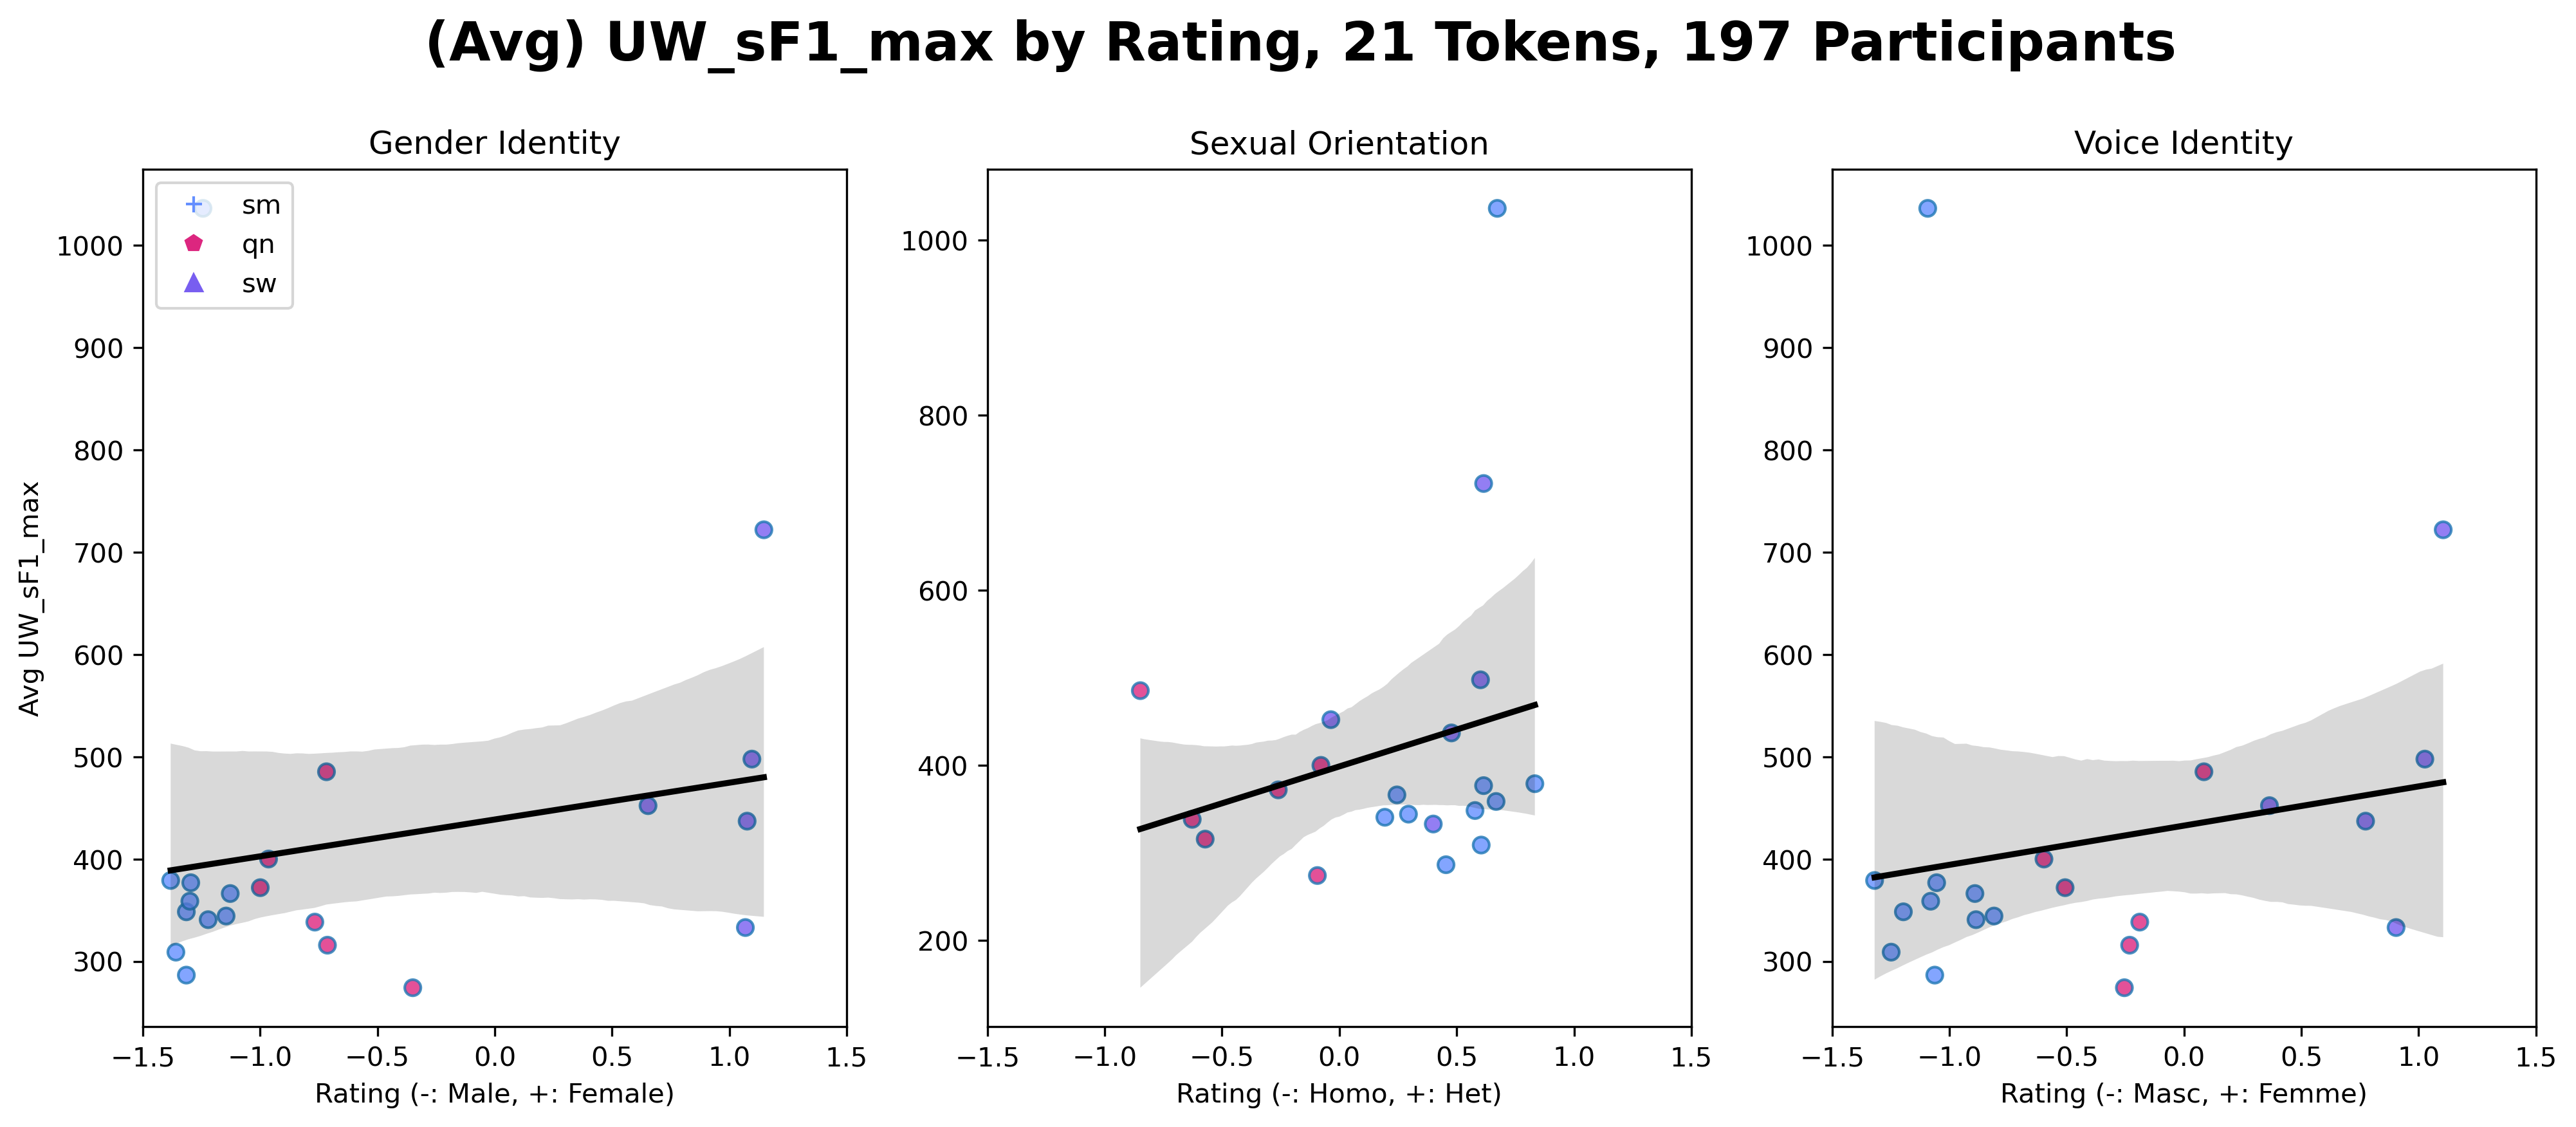 (Avg) UW_sF1_max by Rating, 21 Tokens, 197 Participants
Gender Identity
sm
qn
sw
1000
900
800
700
600
500
400
300
Avg UW_sF1_max
−1.5 −1.0 −0.5 0.0 0.5 1.0 1.5
Rating (-: Male, +: Female)
Sexual Orientation
1000
800
600
400
200
−1.5 −1.0 −0.5 0.0 0.5 1.0 1.5
Rating (-: Homo, +: Het)
Voice Identity
1000
900
800
700
600
500
400
300
−1.5 −1.0 −0.5 0.0 0.5 1.0 1.5
Rating (-: Masc, +: Femme)